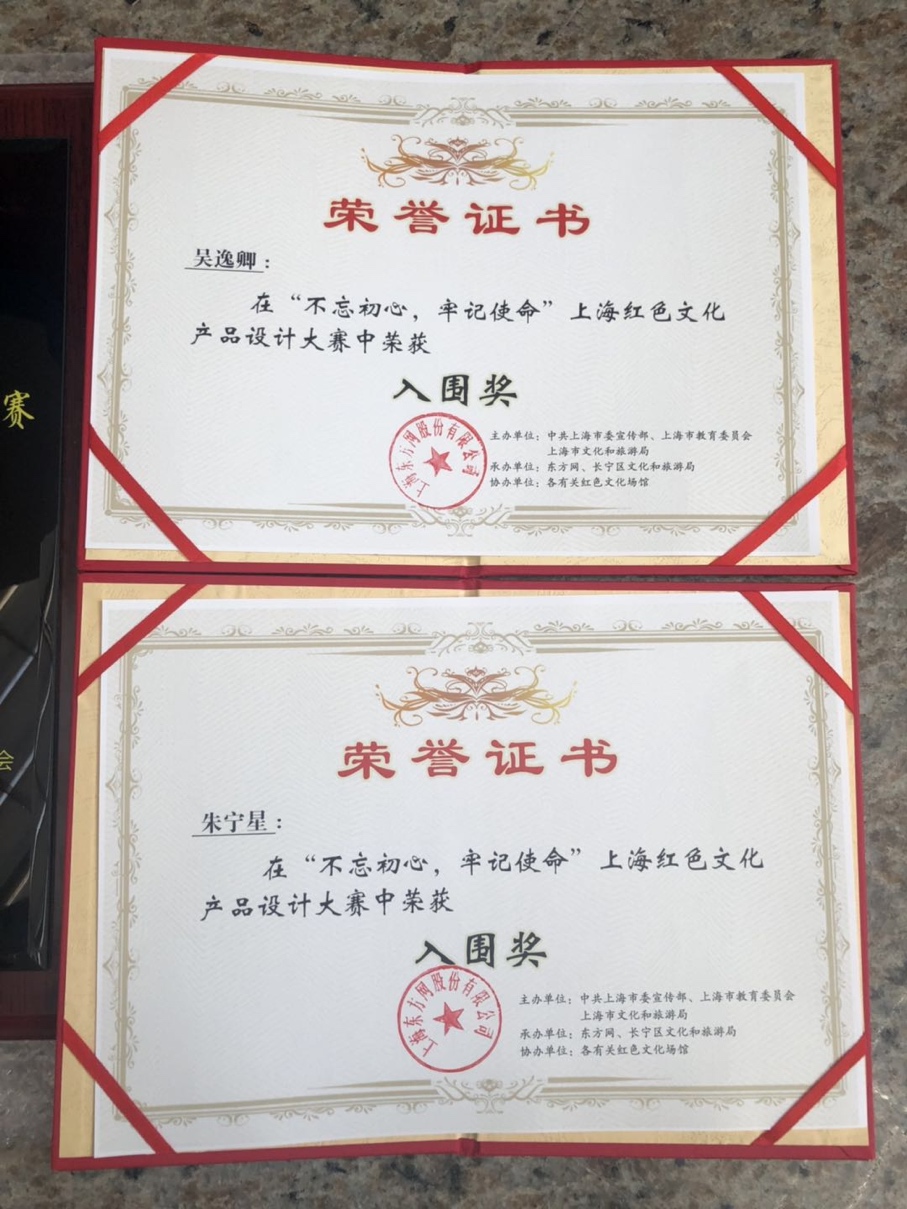 荣誉证书
吴逸卿：
在“不忘初心，牢记使命”上海红色文化
产品设计大赛中荣获
入围奖
上海东方网股份有限公司
主办单位：中共上海市委宣传部、上海市教育委员会
上海市文化和旅游局
承办单位：东方网、长宁区文化和旅游局
协办单位：各有关红色文化场馆
赛
会
荣誉证书
朱宁星：
在“不忘初心，牢记使命”上海红色文化
产品设计大赛中荣获
入围奖
上海东方网股份有限公司
主办单位：中共上海市委宣传部、上海市教育委员会
上海市文化和旅游局
承办单位：东方网、长宁区文化和旅游局
协办单位：各有关红色文化场馆